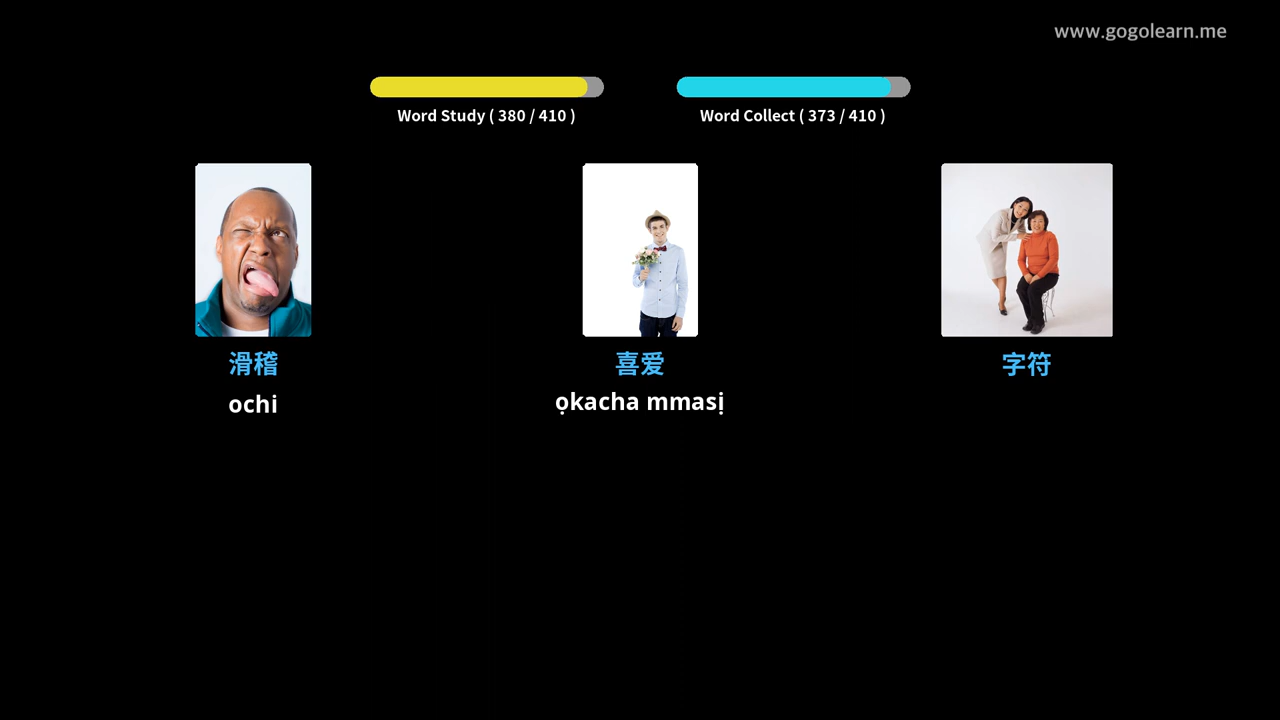 www.gogolearn.me
Word Study ( 380 / 410 )
Word Collect ( 373 / 410 )
滑稽
喜爱
字符
ochi
ọkacha mmasị